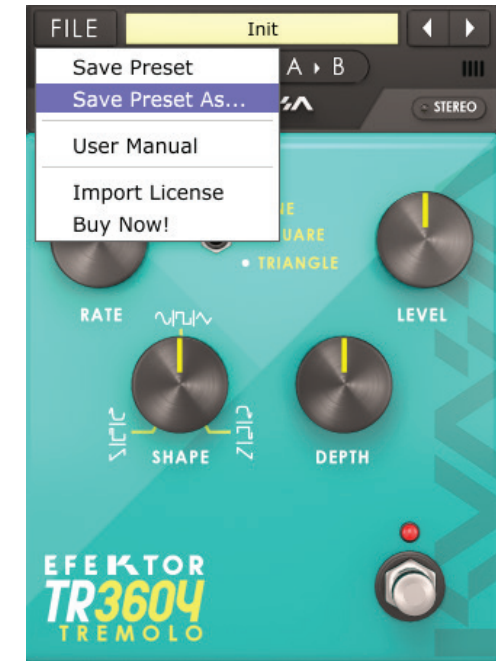 FILE Init
Save Preset A ▸ B
Save Preset As...
STEREO
User Manual
Import License
Buy Now!
TRIANGLE
RATE LEVEL
SHAPE DEPTH
EFEKTOR
TR3604
TREMOLO